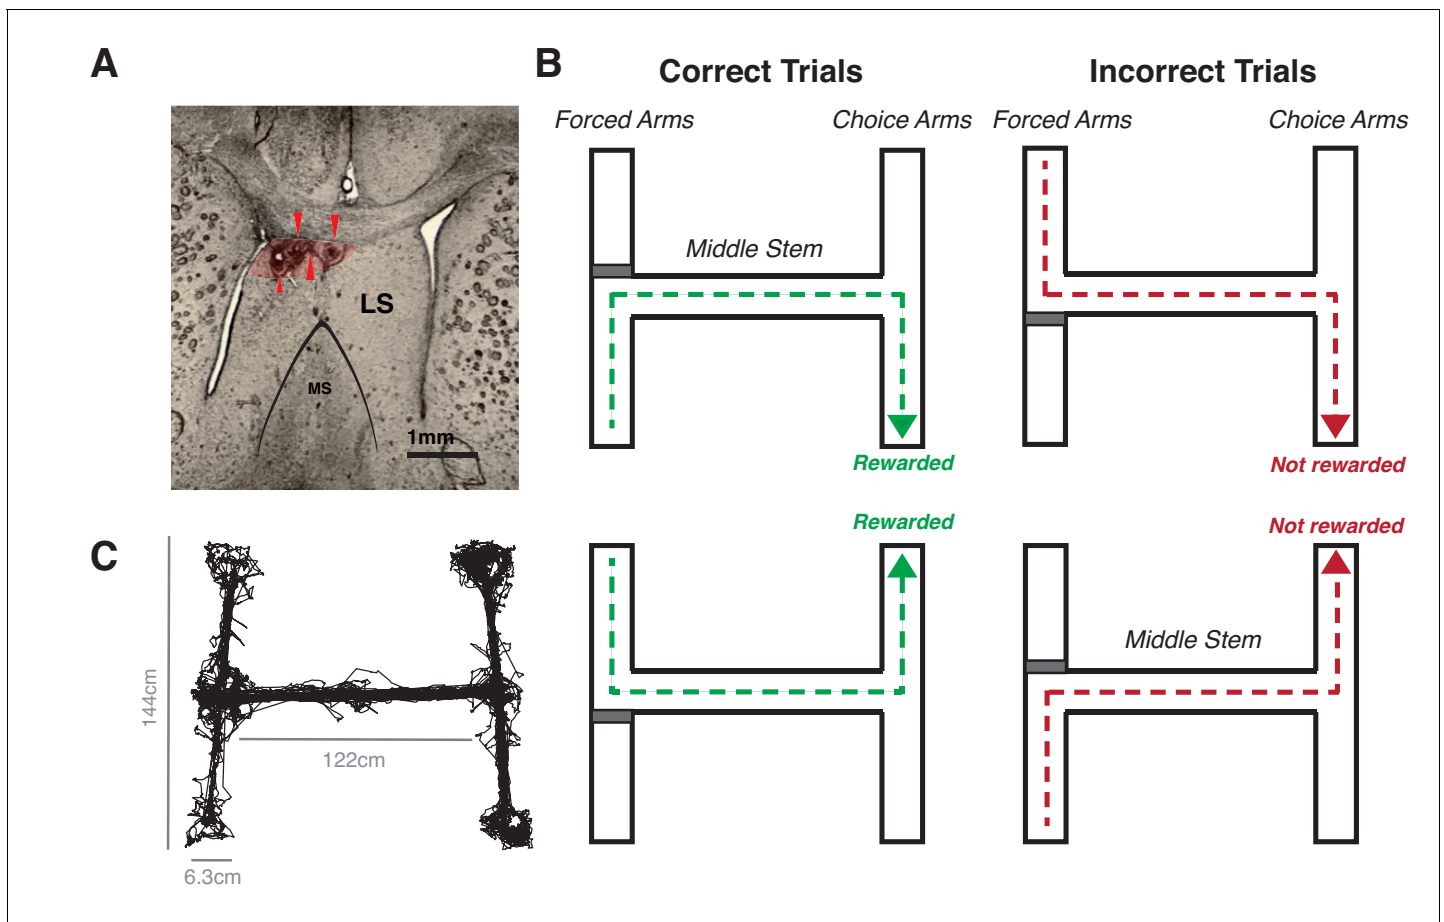 A
B
Correct Trials
Incorrect Trials
Forced Arms
Choice Arms
Forced Arms
Choice Arms
Middle Stem
LS
MS
1mm
Rewarded
Not rewarded
C
Rewarded
Not rewarded
Middle Stem
144cm
122cm
6.3cm